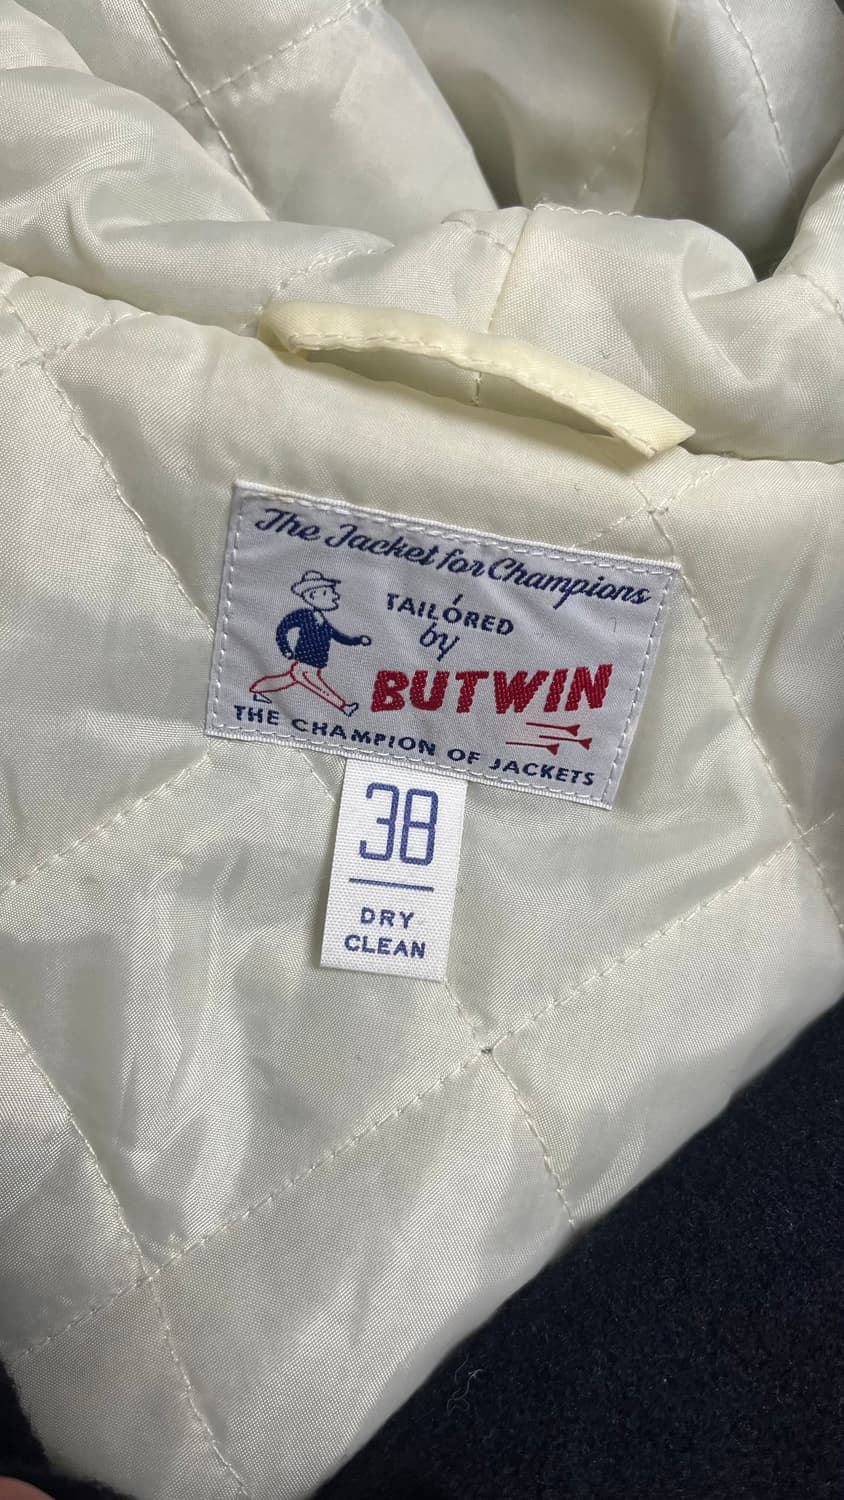 The Jacket for Champions
TAILORED
by
BUTWIN
THE CHAMPION OF JACKETS
38
DRY
CLEAN